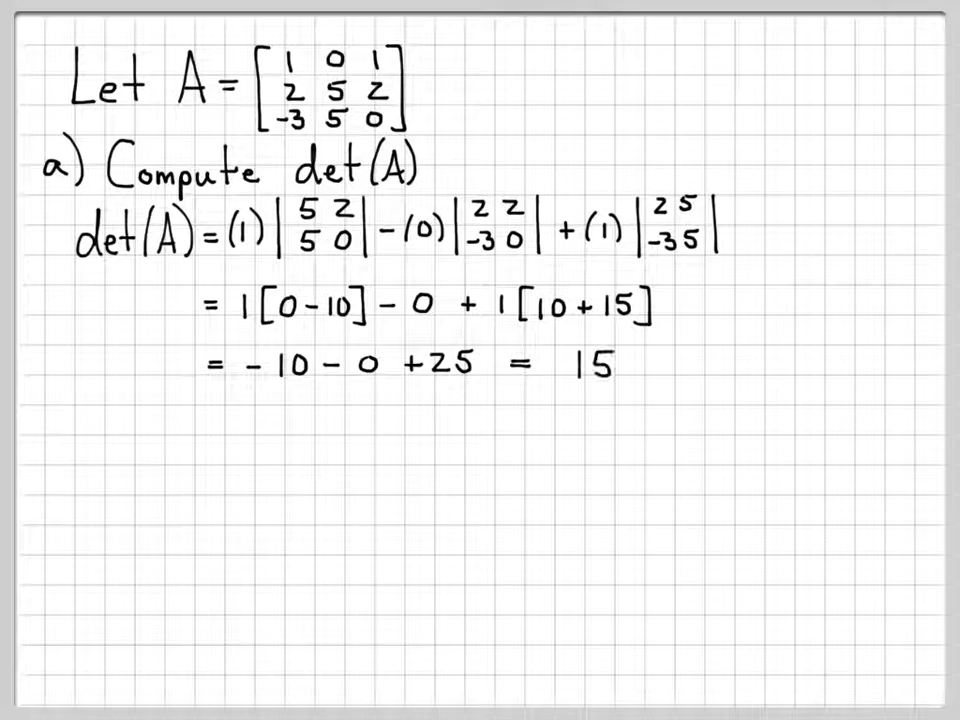 Let A = [1 0 1
2 5 2
-3 5 0]
a) Compute det(A)
det(A) = (1) |5 2; 5 0| - (0) |2 2; -3 0| + (1) |2 5; -3 5|
= 1[0 - 10] - 0 + 1[10 + 15]
= - 10 - 0 + 25 = 15